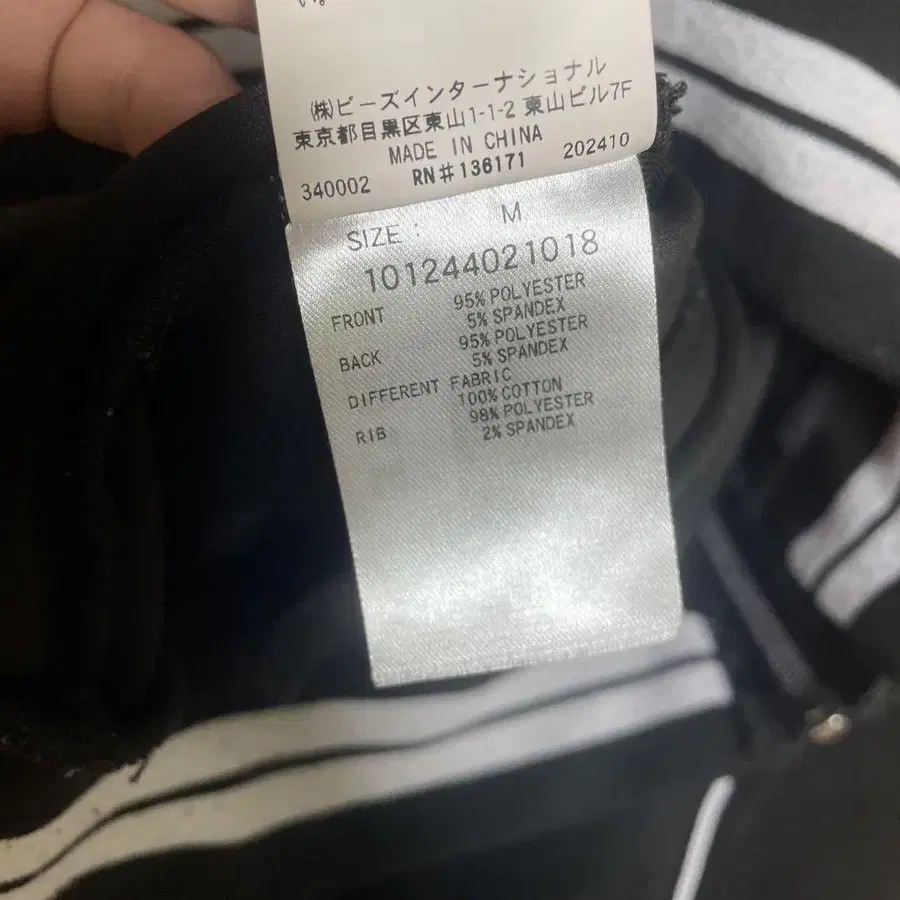 い。
(株)ビーズインターナショナル
東京都目黒区東山1-1-2 東山ビル7F
MADE IN CHINA
340002 RN#136171 202410
SIZE : M
101244021018
FRONT 95% POLYESTER
5% SPANDEX
BACK 95% POLYESTER
5% SPANDEX
DIFFERENT FABRIC
100% COTTON
RIB 98% POLYESTER
2% SPANDEX